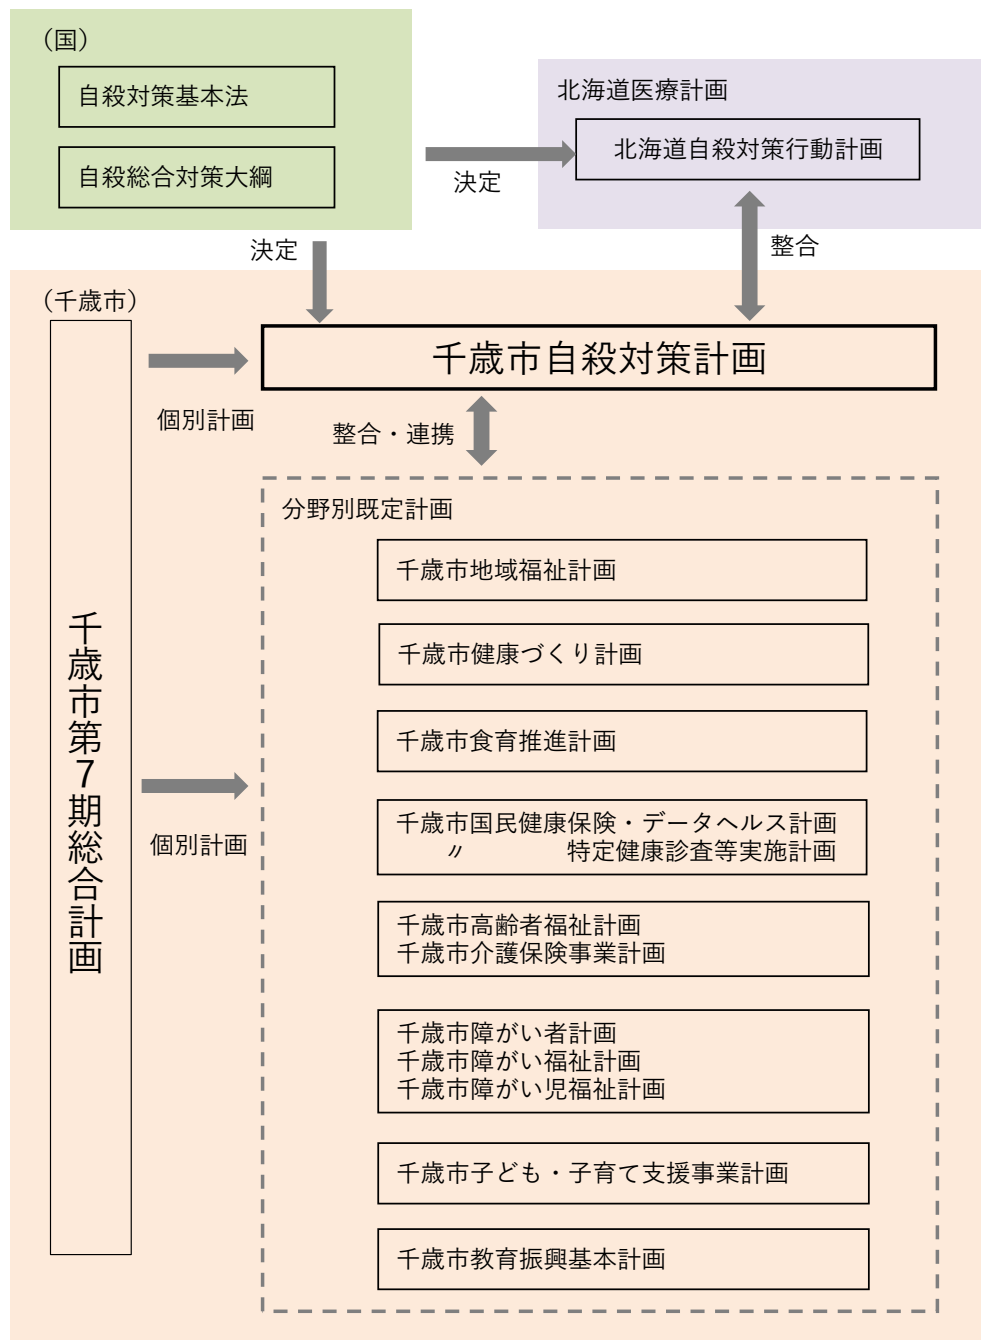 （国）
自殺対策基本法
自殺総合対策大綱
北海道医療計画
北海道自殺対策行動計画
決定
決定
整合
（千歳市）
千歳市第７期総合計画
千歳市自殺対策計画
個別計画
整合・連携
分野別既定計画
千歳市地域福祉計画
千歳市健康づくり計画
千歳市食育推進計画
千歳市国民健康保険・データヘルス計画
〃　特定健康診査等実施計画
個別計画
千歳市高齢者福祉計画
千歳市介護保険事業計画
千歳市障がい者計画
千歳市障がい福祉計画
千歳市障がい児福祉計画
千歳市子ども・子育て支援事業計画
千歳市教育振興基本計画